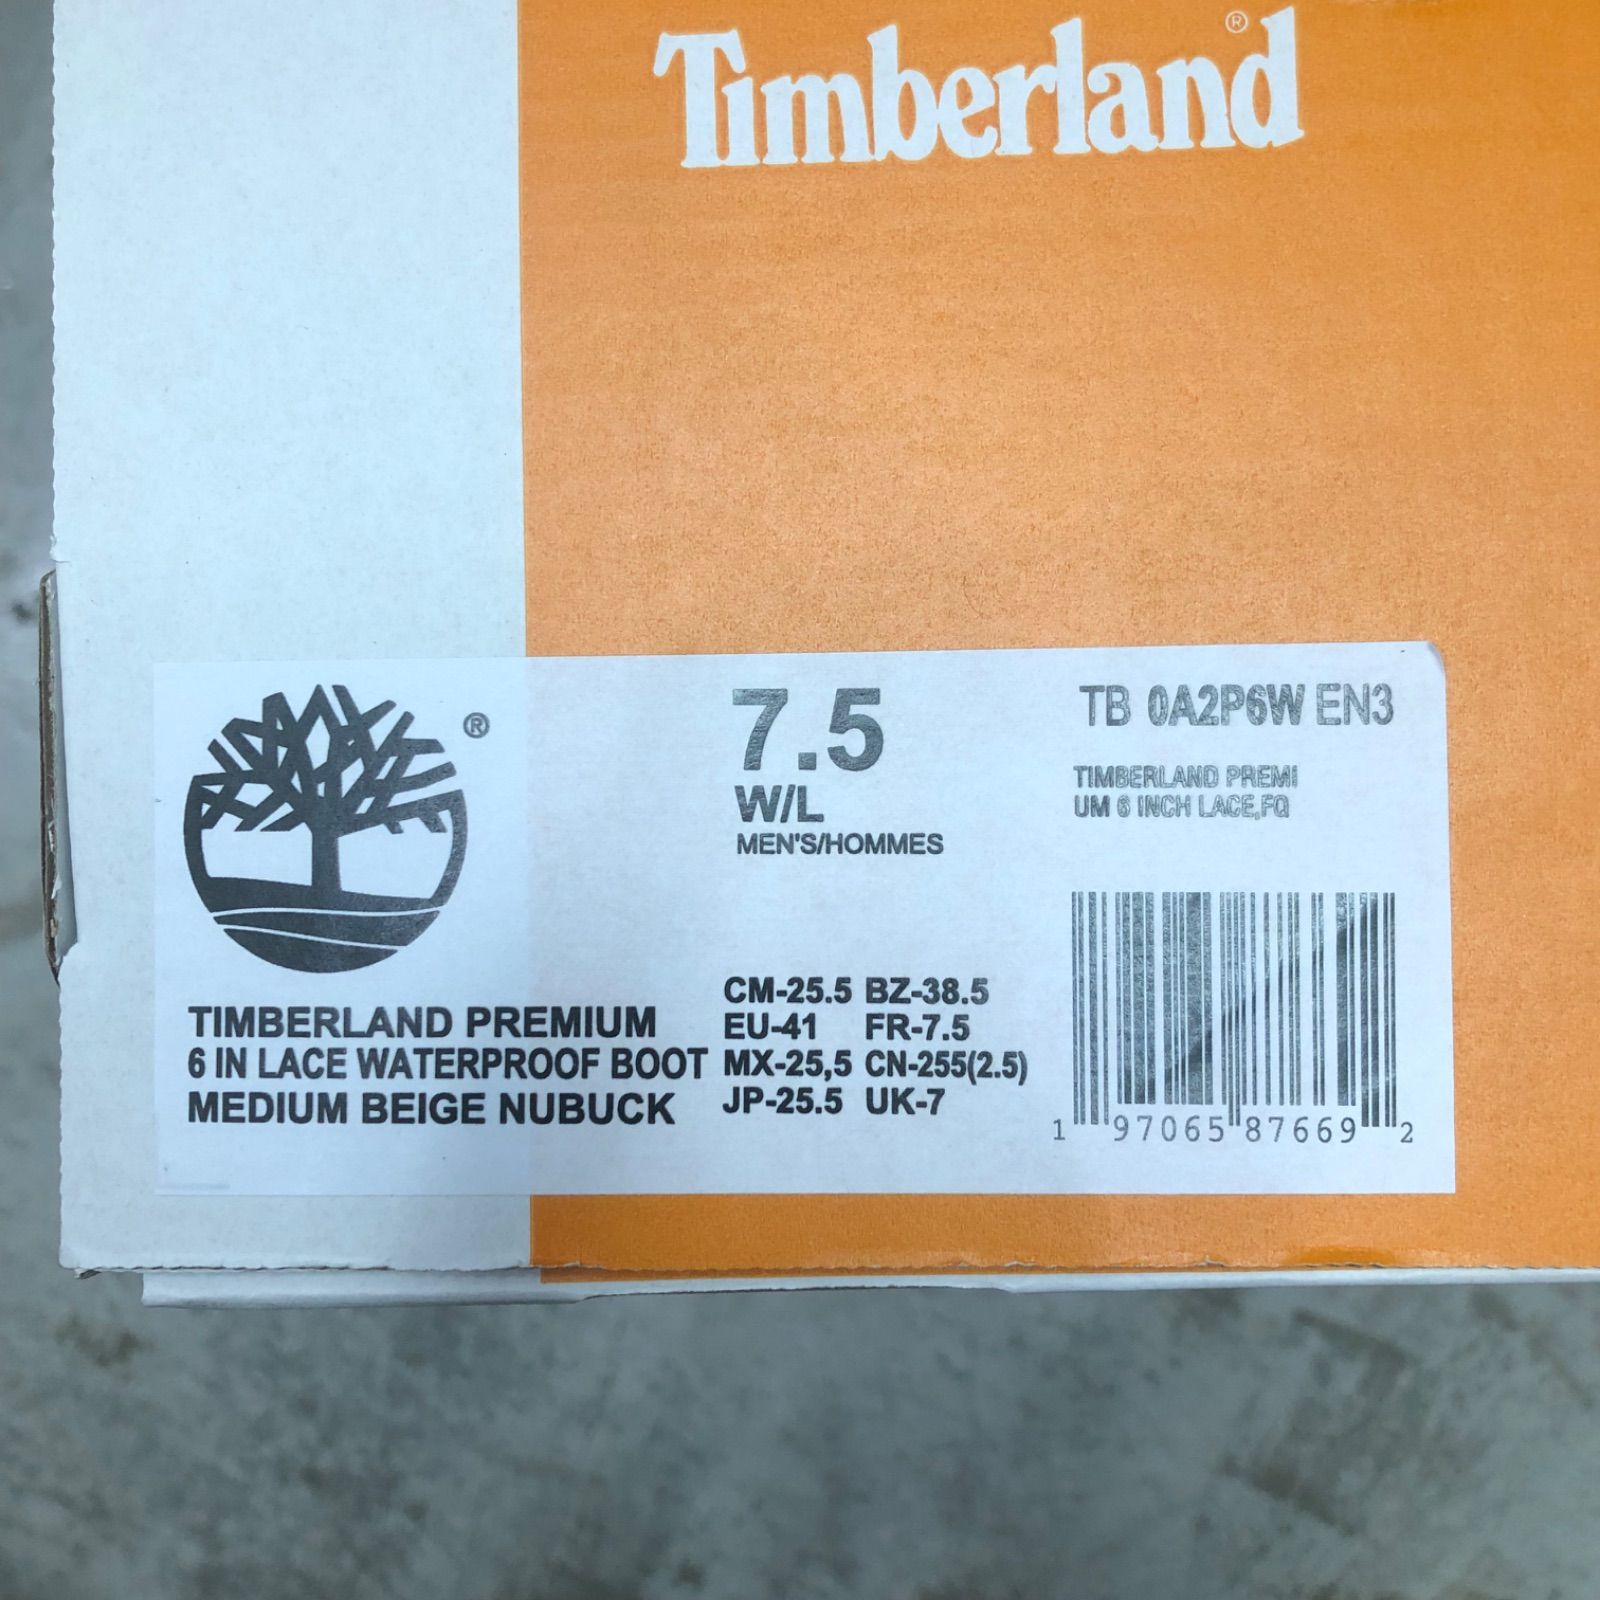 Timberland®
®
7.5
W/L
MEN'S/HOMMES
TB 0A2P6W EN3
TIMBERLAND PREMI
UM 6 INCH LACE,FQ
TIMBERLAND PREMIUM
6 IN LACE WATERPROOF BOOT
MEDIUM BEIGE NUBUCK
CM-25.5 BZ-38.5
EU-41 FR-7.5
MX-25,5 CN-255(2.5)
JP-25.5 UK-7
1 97065 87669 2